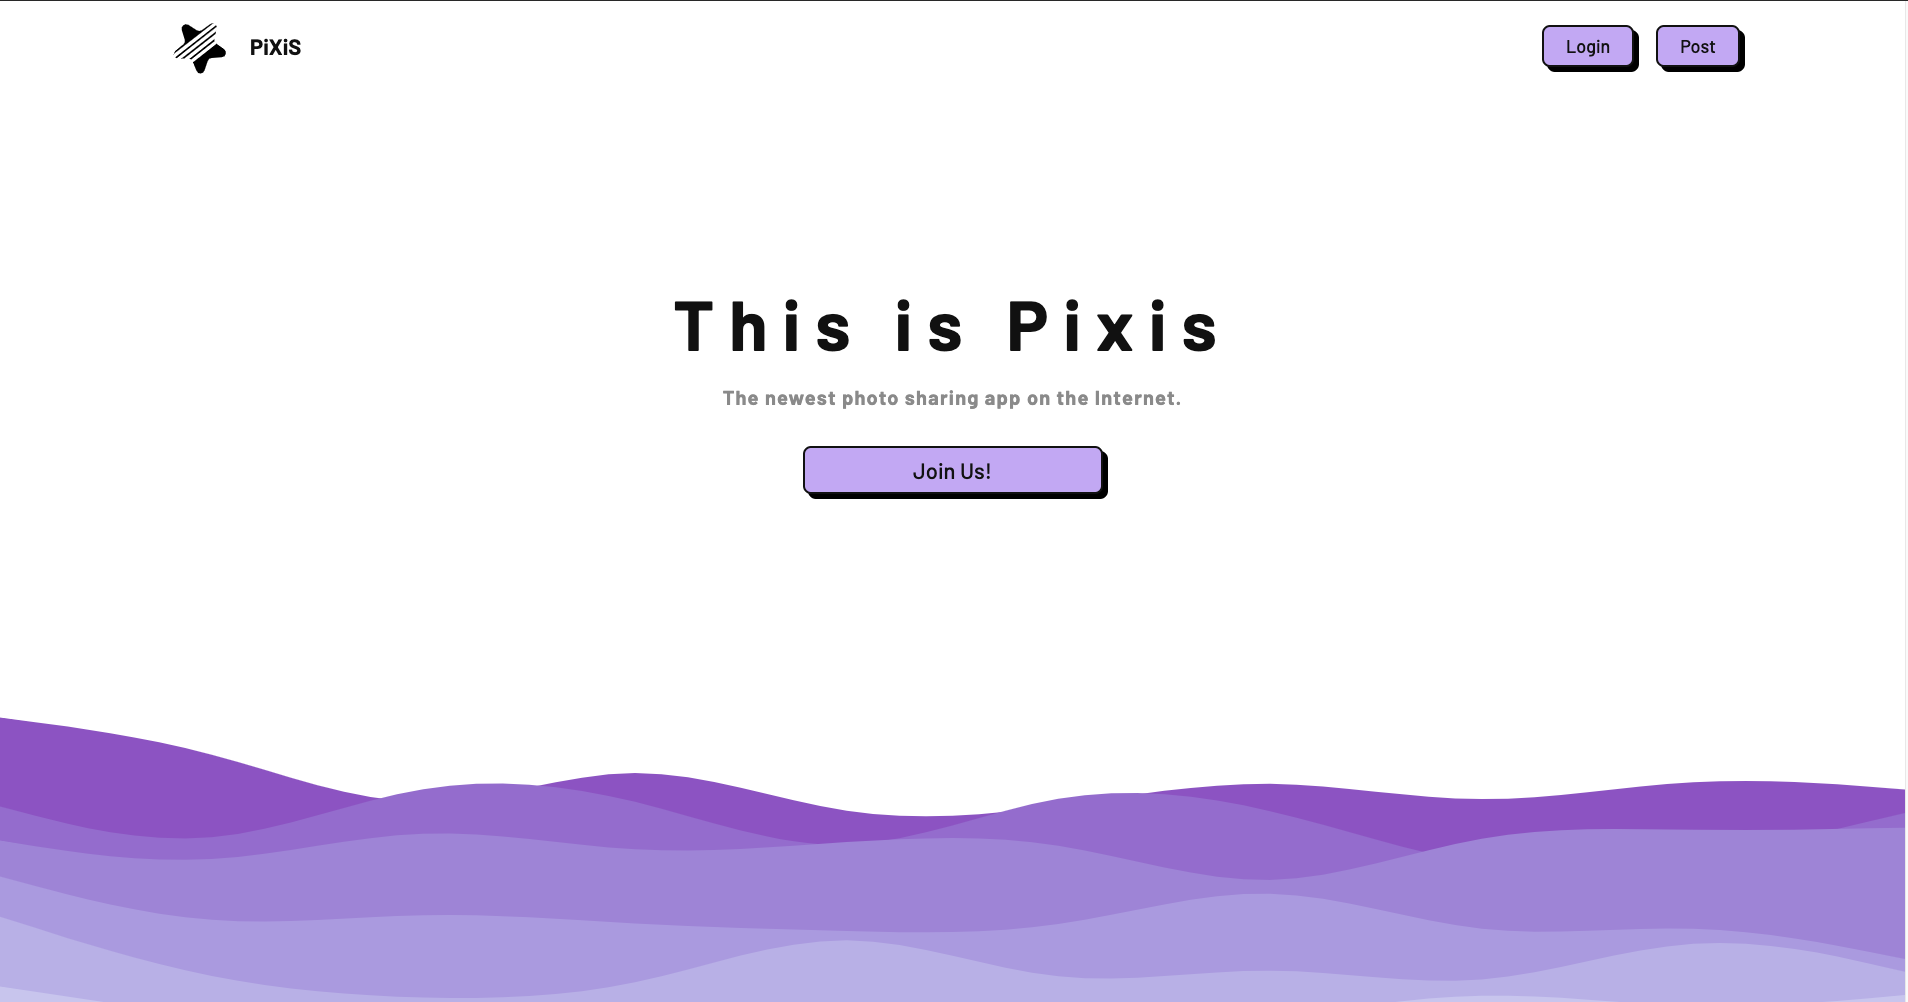 PiXiS
Login
Post
This is Pixis
The newest photo sharing app on the Internet.
Join Us!